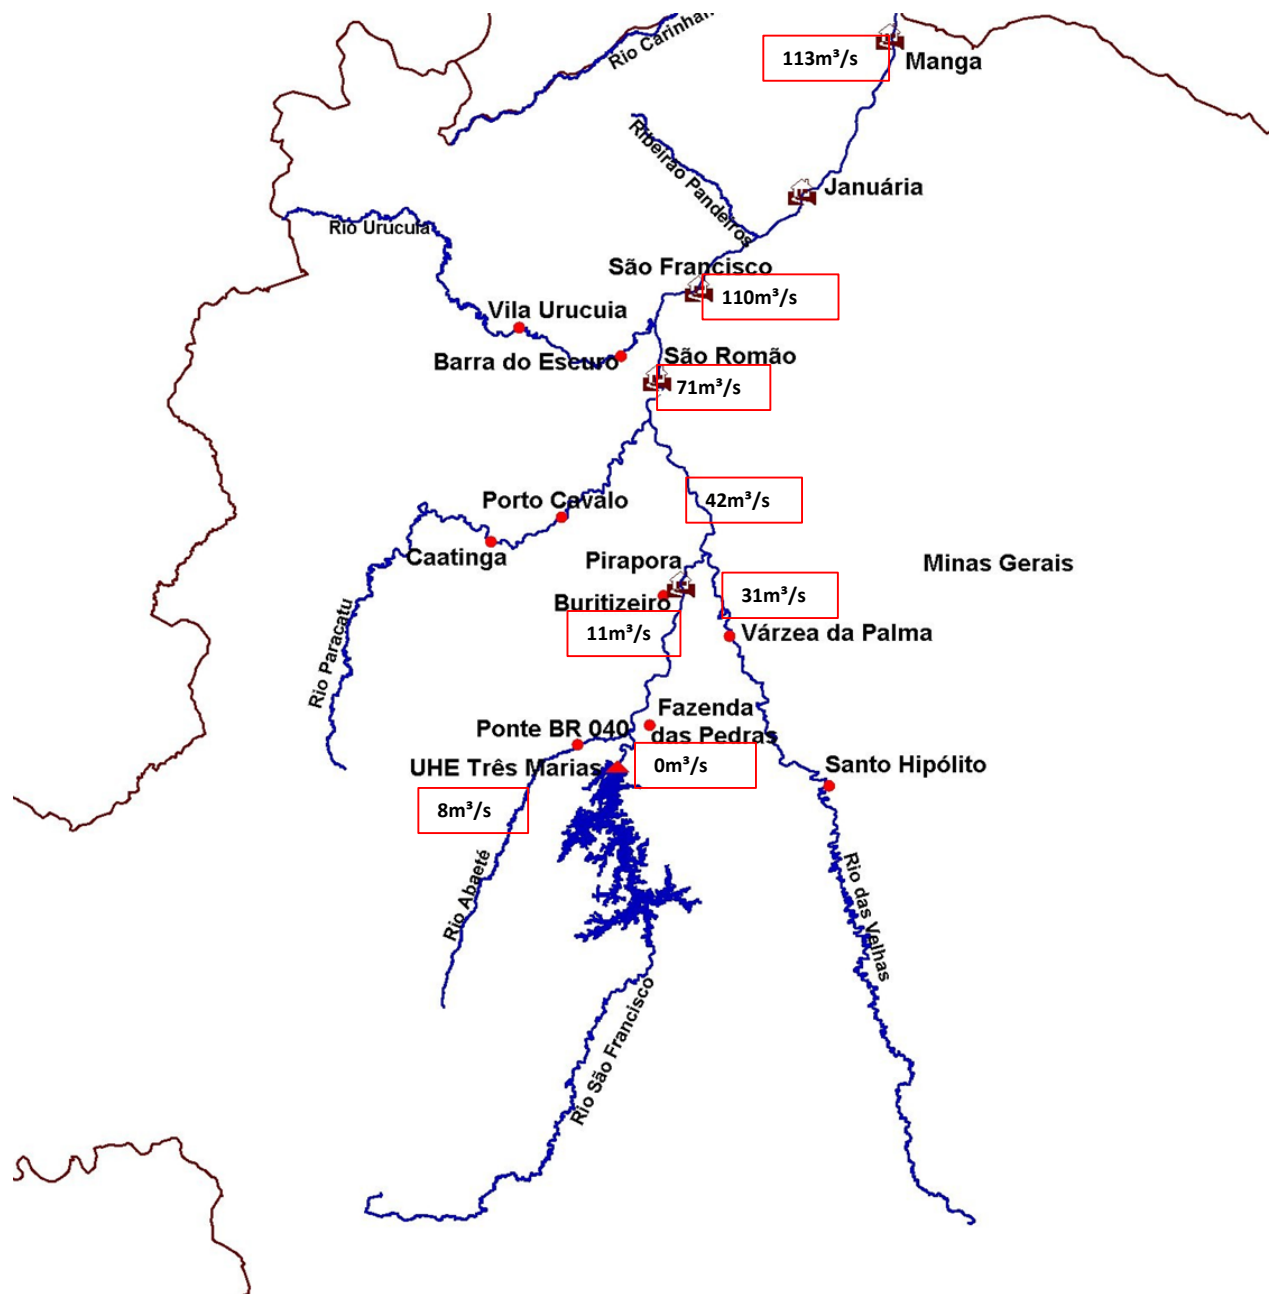 Rio Carinhan
113m³/s
Manga
Ribeirão Pandeiros
Januária
Rio Urucuia
São Francisco
110m³/s
Vila Urucuia
Barra do Escuro
São Romão
71m³/s
Porto Cavalo
42m³/s
Caatinga
Pirapora
Minas Gerais
Buritizeiro
31m³/s
11m³/s
Várzea da Palma
Rio Paracatu
Fazenda
das Pedras
Ponte BR 040
UHE Três Marias
0m³/s
Santo Hipólito
8m³/s
Rio Abaeté
Rio das Velhas
Rio São Francisco